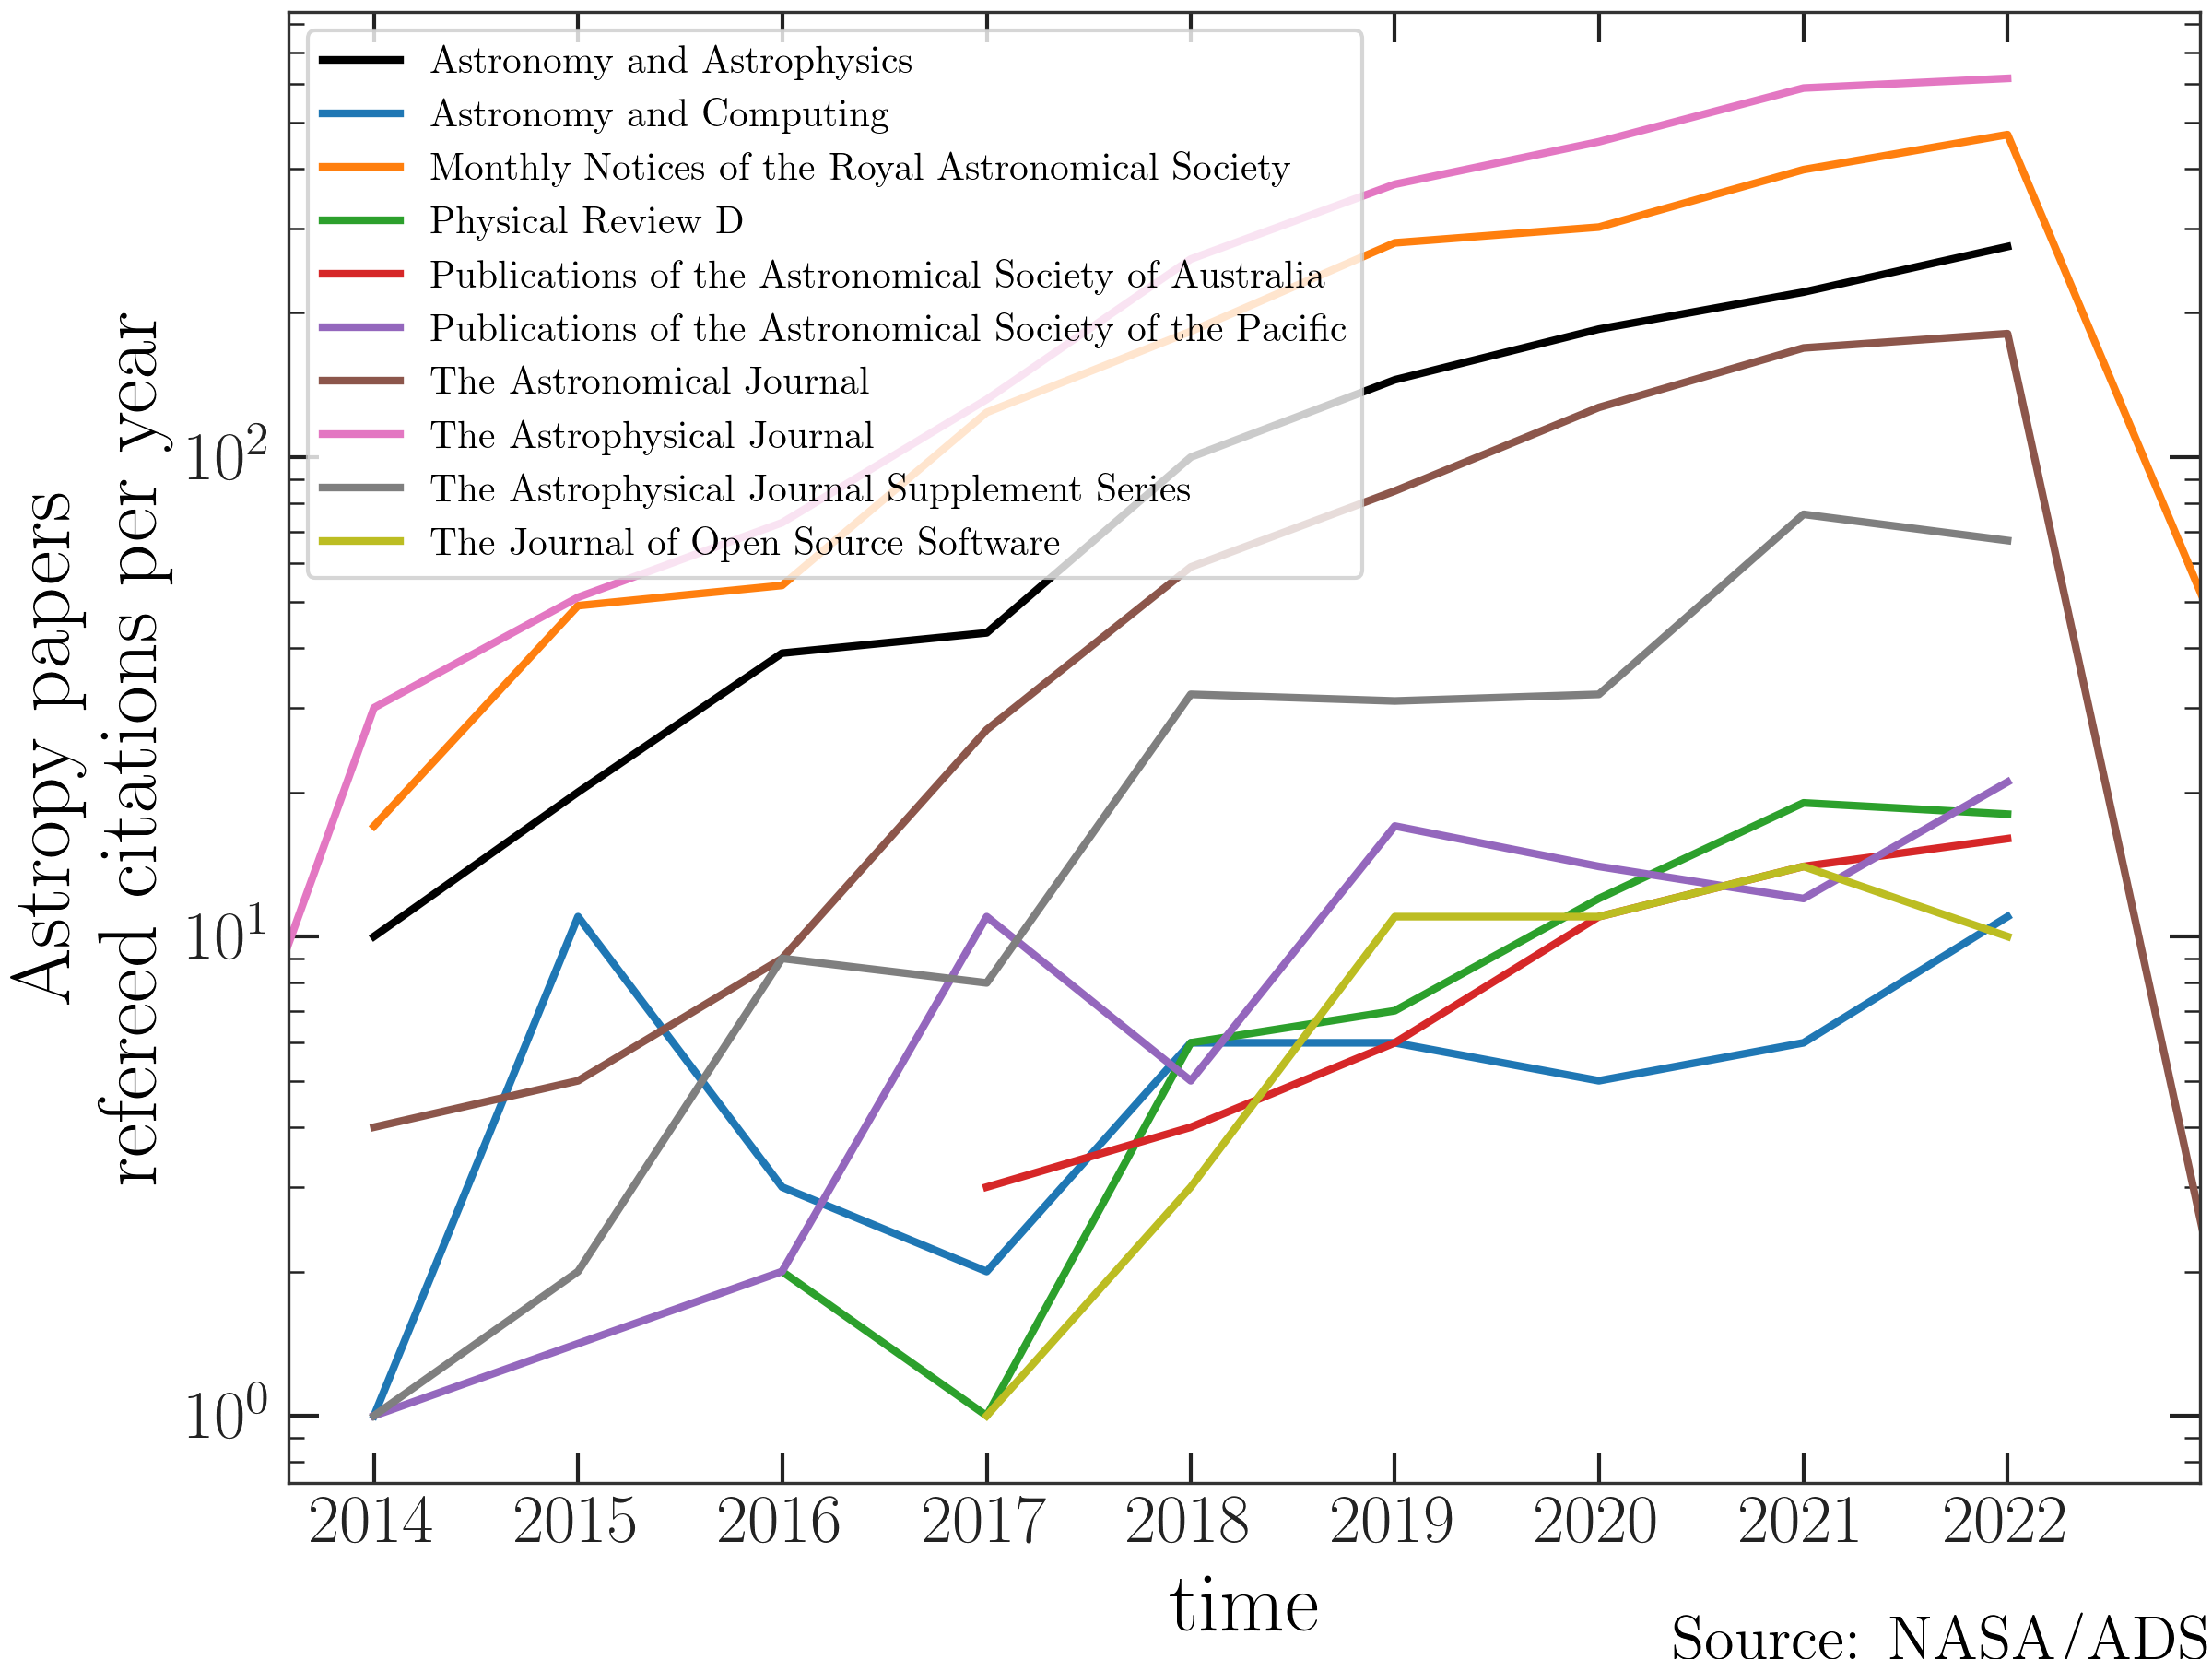 Astronomy and Astrophysics
Astronomy and Computing
Monthly Notices of the Royal Astronomical Society
Physical Review D
Publications of the Astronomical Society of Australia
Publications of the Astronomical Society of the Pacific
The Astronomical Journal
The Astrophysical Journal
The Astrophysical Journal Supplement Series
The Journal of Open Source Software
Astropy papers
refereed citations per year
10²
10¹
10⁰
2014 2015 2016 2017 2018 2019 2020 2021 2022
time
Source: NASA/ADS